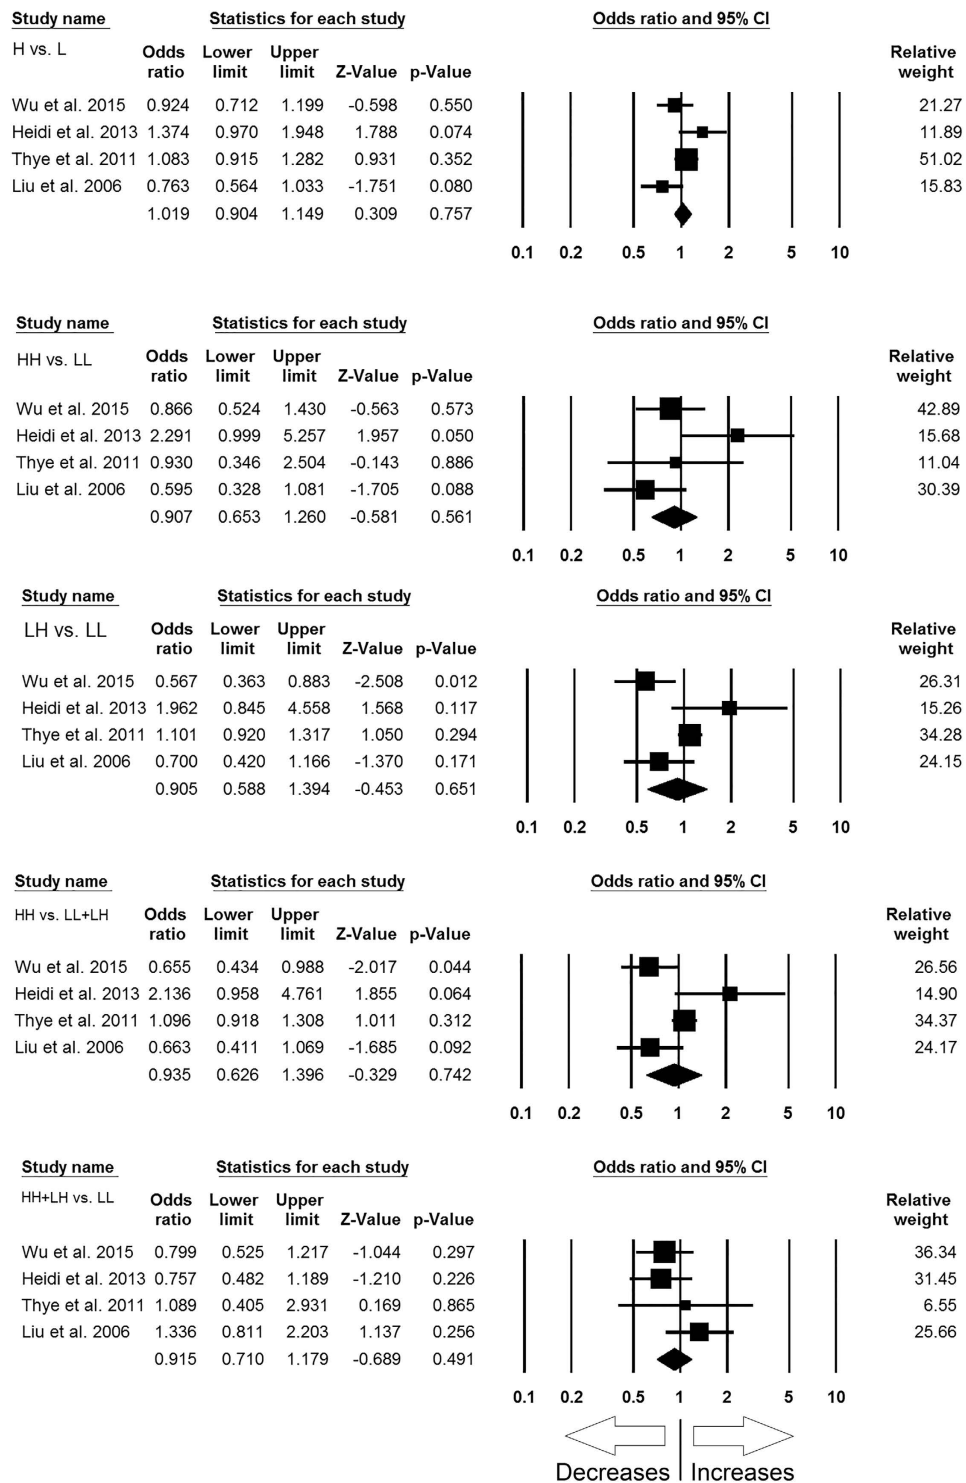 Study name Statistics for each study Odds ratio and 95% CI
H vs. L Odds Lower Upper Relative
ratio limit limit Z-Value p-Value weight
Wu et al. 2015 0.924 0.712 1.199 -0.598 0.550 21.27
Heidi et al. 2013 1.374 0.970 1.948 1.788 0.074 11.89
Thye et al. 2011 1.083 0.915 1.282 0.931 0.352 51.02
Liu et al. 2006 0.763 0.564 1.033 -1.751 0.080 15.83
1.019 0.904 1.149 0.309 0.757
0.1 0.2 0.5 1 2 5 10
Study name Statistics for each study Odds ratio and 95% CI
HH vs. LL Odds Lower Upper Relative
ratio limit limit Z-Value p-Value weight
Wu et al. 2015 0.866 0.524 1.430 -0.563 0.573 42.89
Heidi et al. 2013 2.291 0.999 5.257 1.957 0.050 15.68
Thye et al. 2011 0.930 0.346 2.504 -0.143 0.886 11.04
Liu et al. 2006 0.595 0.328 1.081 -1.705 0.088 30.39
0.907 0.653 1.260 -0.581 0.561
0.1 0.2 0.5 1 2 5 10
Study name Statistics for each study Odds ratio and 95% CI
LH vs. LL Odds Lower Upper Relative
ratio limit limit Z-Value p-Value weight
Wu et al. 2015 0.567 0.363 0.883 -2.508 0.012 26.31
Heidi et al. 2013 1.962 0.845 4.558 1.568 0.117 15.26
Thye et al. 2011 1.101 0.920 1.317 1.050 0.294 34.28
Liu et al. 2006 0.700 0.420 1.166 -1.370 0.171 24.15
0.905 0.588 1.394 -0.453 0.651
0.1 0.2 0.5 1 2 5 10
Study name Statistics for each study Odds ratio and 95% CI
HH vs. LL+LH Odds Lower Upper Relative
ratio limit limit Z-Value p-Value weight
Wu et al. 2015 0.655 0.434 0.988 -2.017 0.044 26.56
Heidi et al. 2013 2.136 0.958 4.761 1.855 0.064 14.90
Thye et al. 2011 1.096 0.918 1.308 1.011 0.312 34.37
Liu et al. 2006 0.663 0.411 1.069 -1.685 0.092 24.17
0.935 0.626 1.396 -0.329 0.742
0.1 0.2 0.5 1 2 5 10
Study name Statistics for each study Odds ratio and 95% CI
HH+LH vs. LL Odds Lower Upper Relative
ratio limit limit Z-Value p-Value weight
Wu et al. 2015 0.799 0.525 1.217 -1.044 0.297 36.34
Heidi et al. 2013 0.757 0.482 1.189 -1.210 0.226 31.45
Thye et al. 2011 1.089 0.405 2.931 0.169 0.865 6.55
Liu et al. 2006 1.336 0.811 2.203 1.137 0.256 25.66
0.915 0.710 1.179 -0.689 0.491
0.1 0.2 0.5 1 2 5 10
Decreases Increases